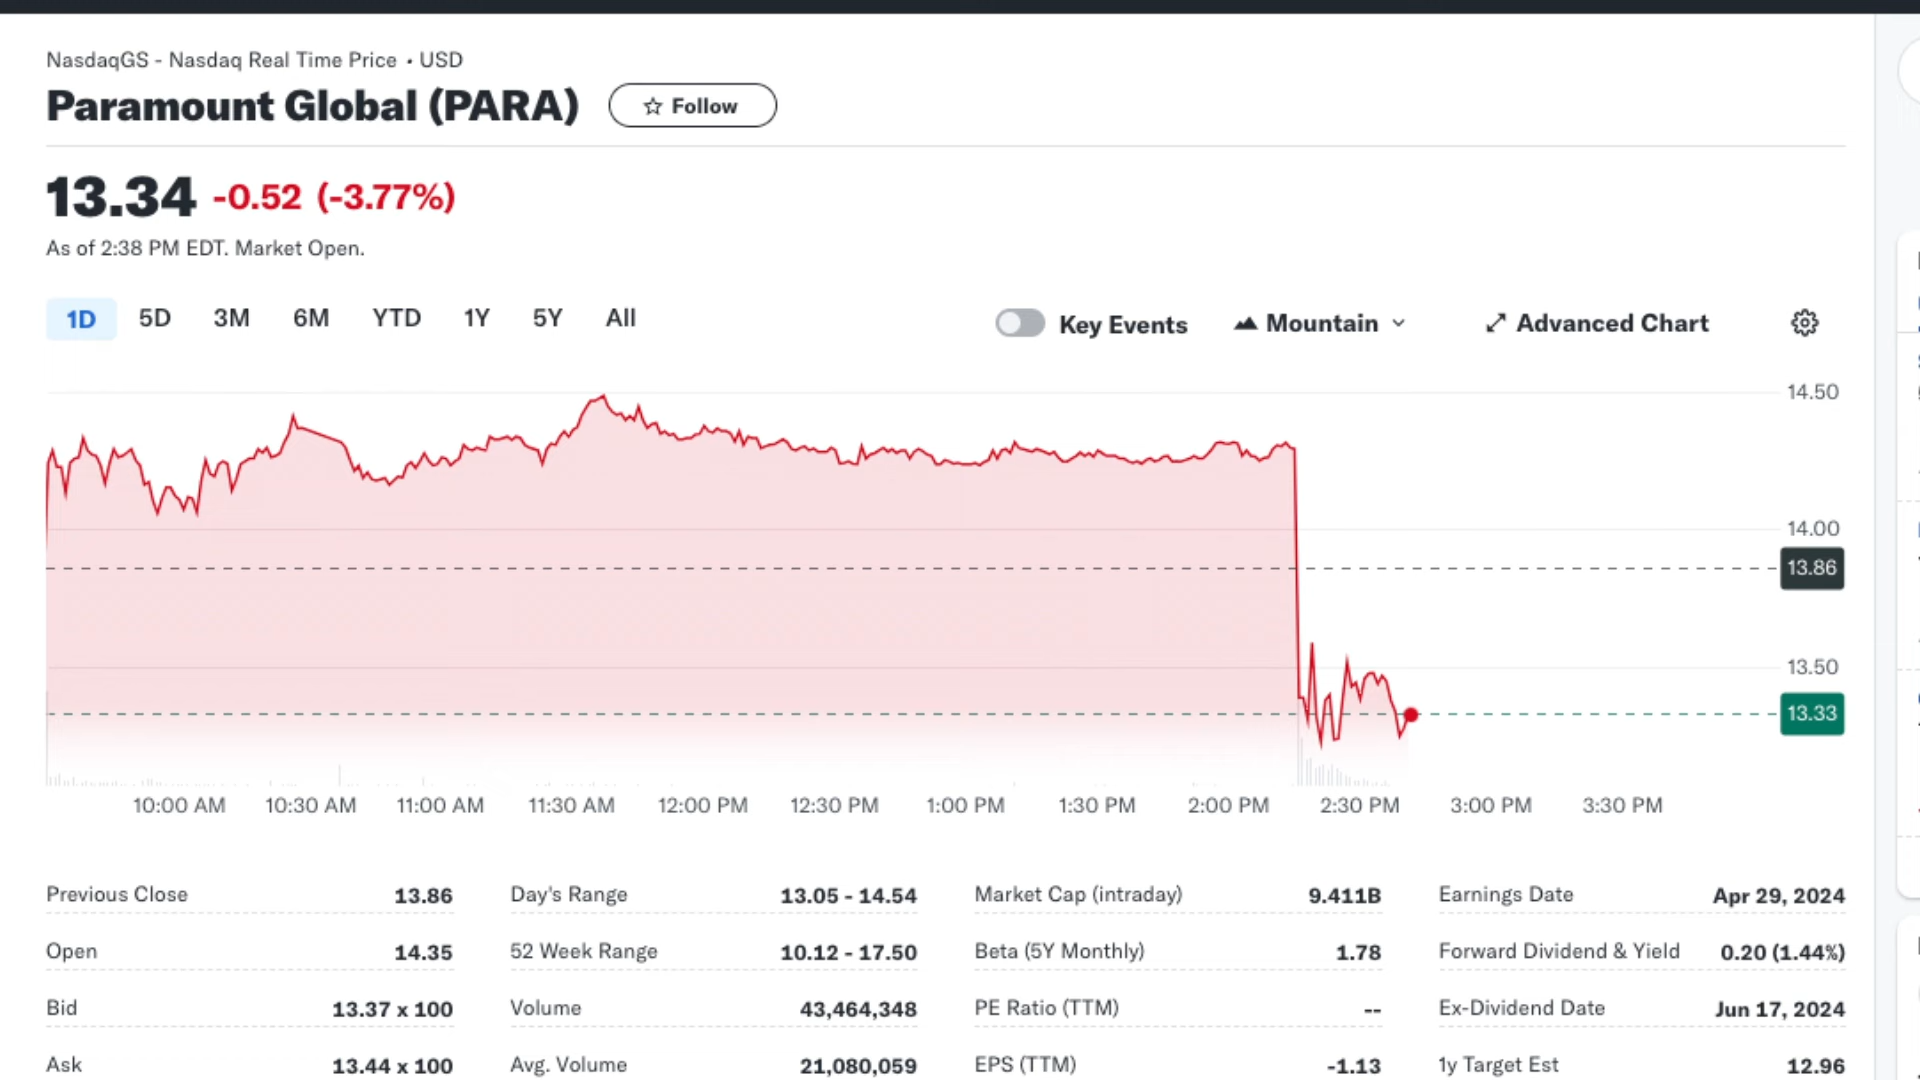 NasdaqGS - Nasdaq Real Time Price • USD
Paramount Global (PARA)
Follow
13.34 -0.52 (-3.77%)
As of 2:38 PM EDT. Market Open.
1D 5D 3M 6M YTD 1Y 5Y All
Key Events Mountain Advanced Chart
14.50
14.00
13.86
13.50
13.33
10:00 AM 10:30 AM 11:00 AM 11:30 AM 12:00 PM 12:30 PM 1:00 PM 1:30 PM 2:00 PM 2:30 PM 3:00 PM 3:30 PM
Previous Close 13.86 Day's Range 13.05 - 14.54 Market Cap (intraday) 9.411B Earnings Date Apr 29, 2024
Open 14.35 52 Week Range 10.12 - 17.50 Beta (5Y Monthly) 1.78 Forward Dividend & Yield 0.20 (1.44%)
Bid 13.37 x 100 Volume 43,464,348 PE Ratio (TTM) -- Ex-Dividend Date Jun 17, 2024
Ask 13.44 x 100 Avg. Volume 21,080,059 EPS (TTM) -1.13 1y Target Est 12.96